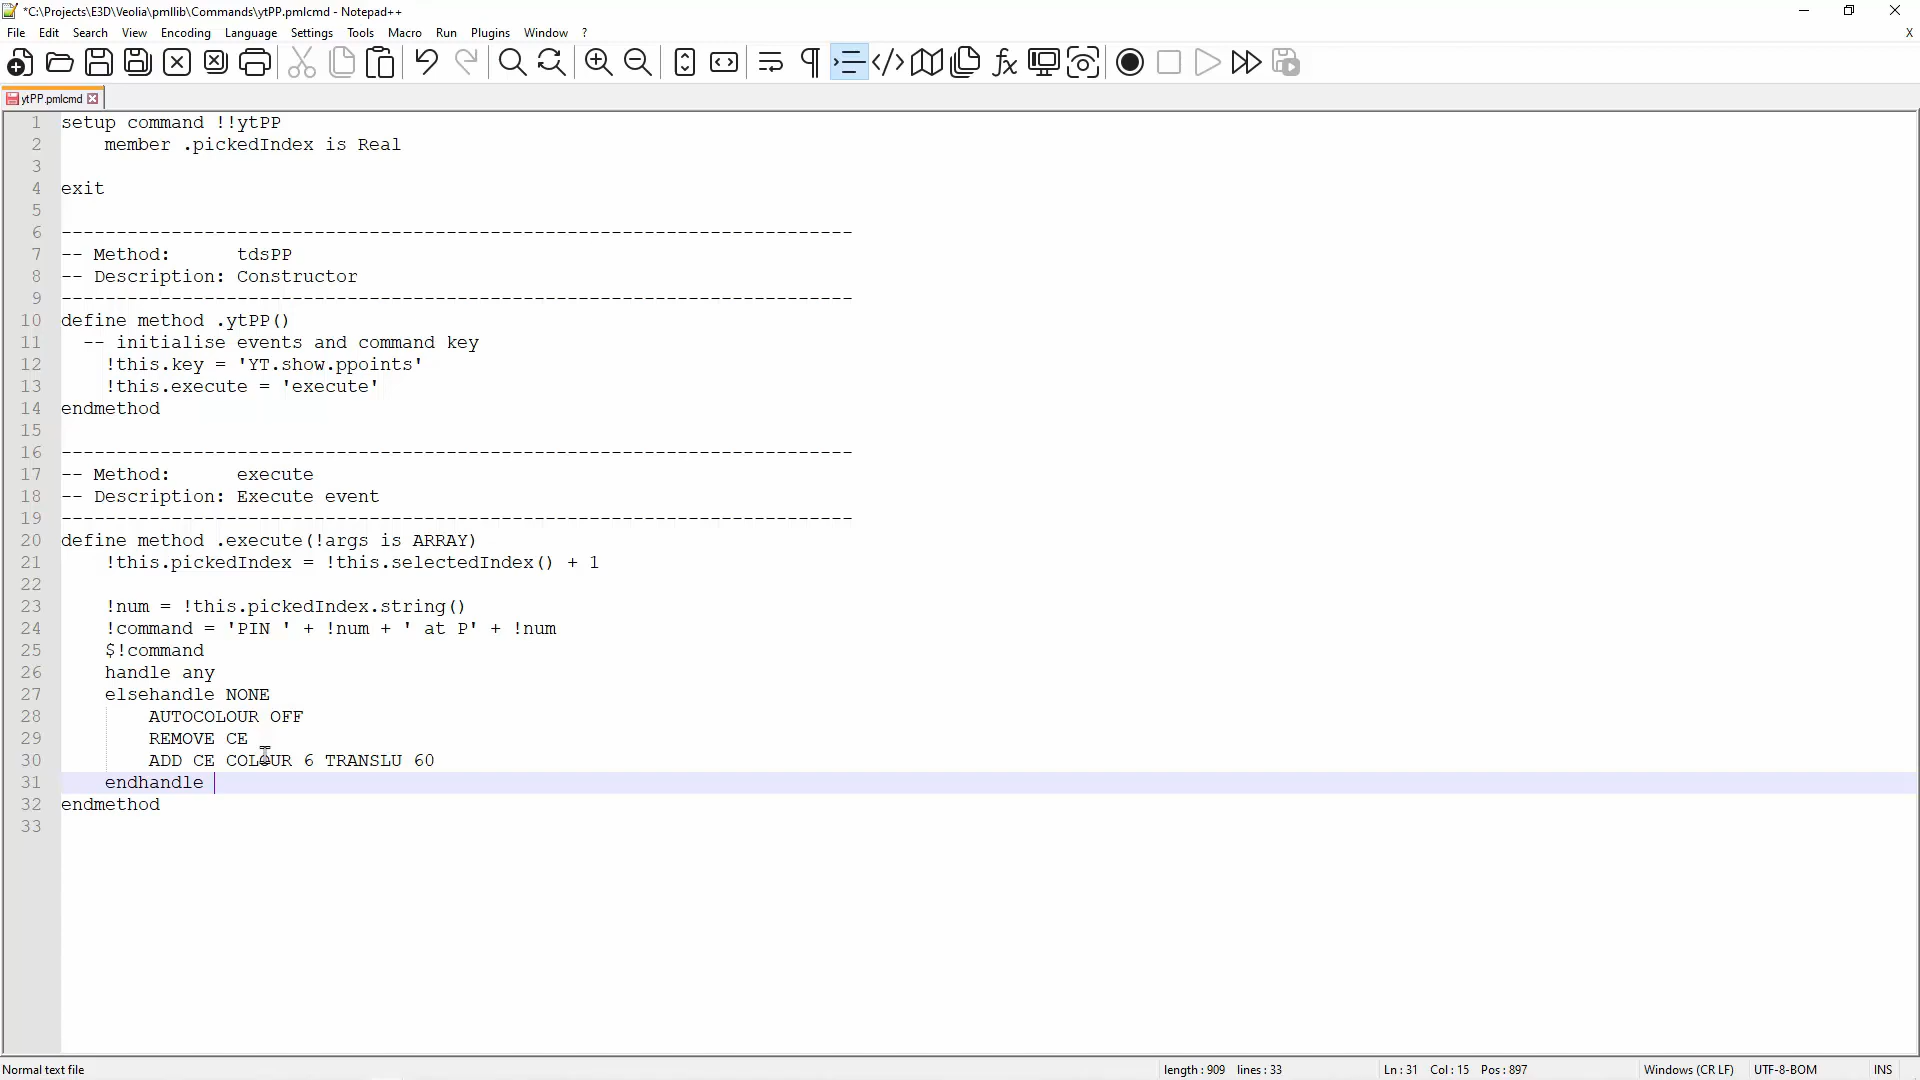 *C:\Projects\E3D\Veolia\pmllib\Commands\ytPP.pmlcmd - Notepad++
File Edit Search View Encoding Language Settings Tools Macro Run Plugins Window ? X
ytPP.pmlcmd
1 setup command !!ytPP
2 member .pickedIndex is Real
3
4 exit
5
6 ------------------------------------------------------------------------
7 -- Method: tdsPP
8 -- Description: Constructor
9 ------------------------------------------------------------------------
10 define method .ytPP()
11 -- initialise events and command key
12 !this.key = 'YT.show.ppoints'
13 !this.execute = 'execute'
14 endmethod
15
16 ------------------------------------------------------------------------
17 -- Method: execute
18 -- Description: Execute event
19 ------------------------------------------------------------------------
20 define method .execute(!args is ARRAY)
21 !this.pickedIndex = !this.selectedIndex() + 1
22
23 !num = !this.pickedIndex.string()
24 !command = 'PIN ' + !num + ' at P' + !num
25 $!command
26 handle any
27 elsehandle NONE
28 AUTOCOLOUR OFF
29 REMOVE CE
30 ADD CE COLOUR 6 TRANSLU 60
31 endhandle
32 endmethod
33
Normal text file length : 909 lines : 33 Ln : 31 Col : 15 Pos : 897 Windows (CR LF) UTF-8-BOM INS